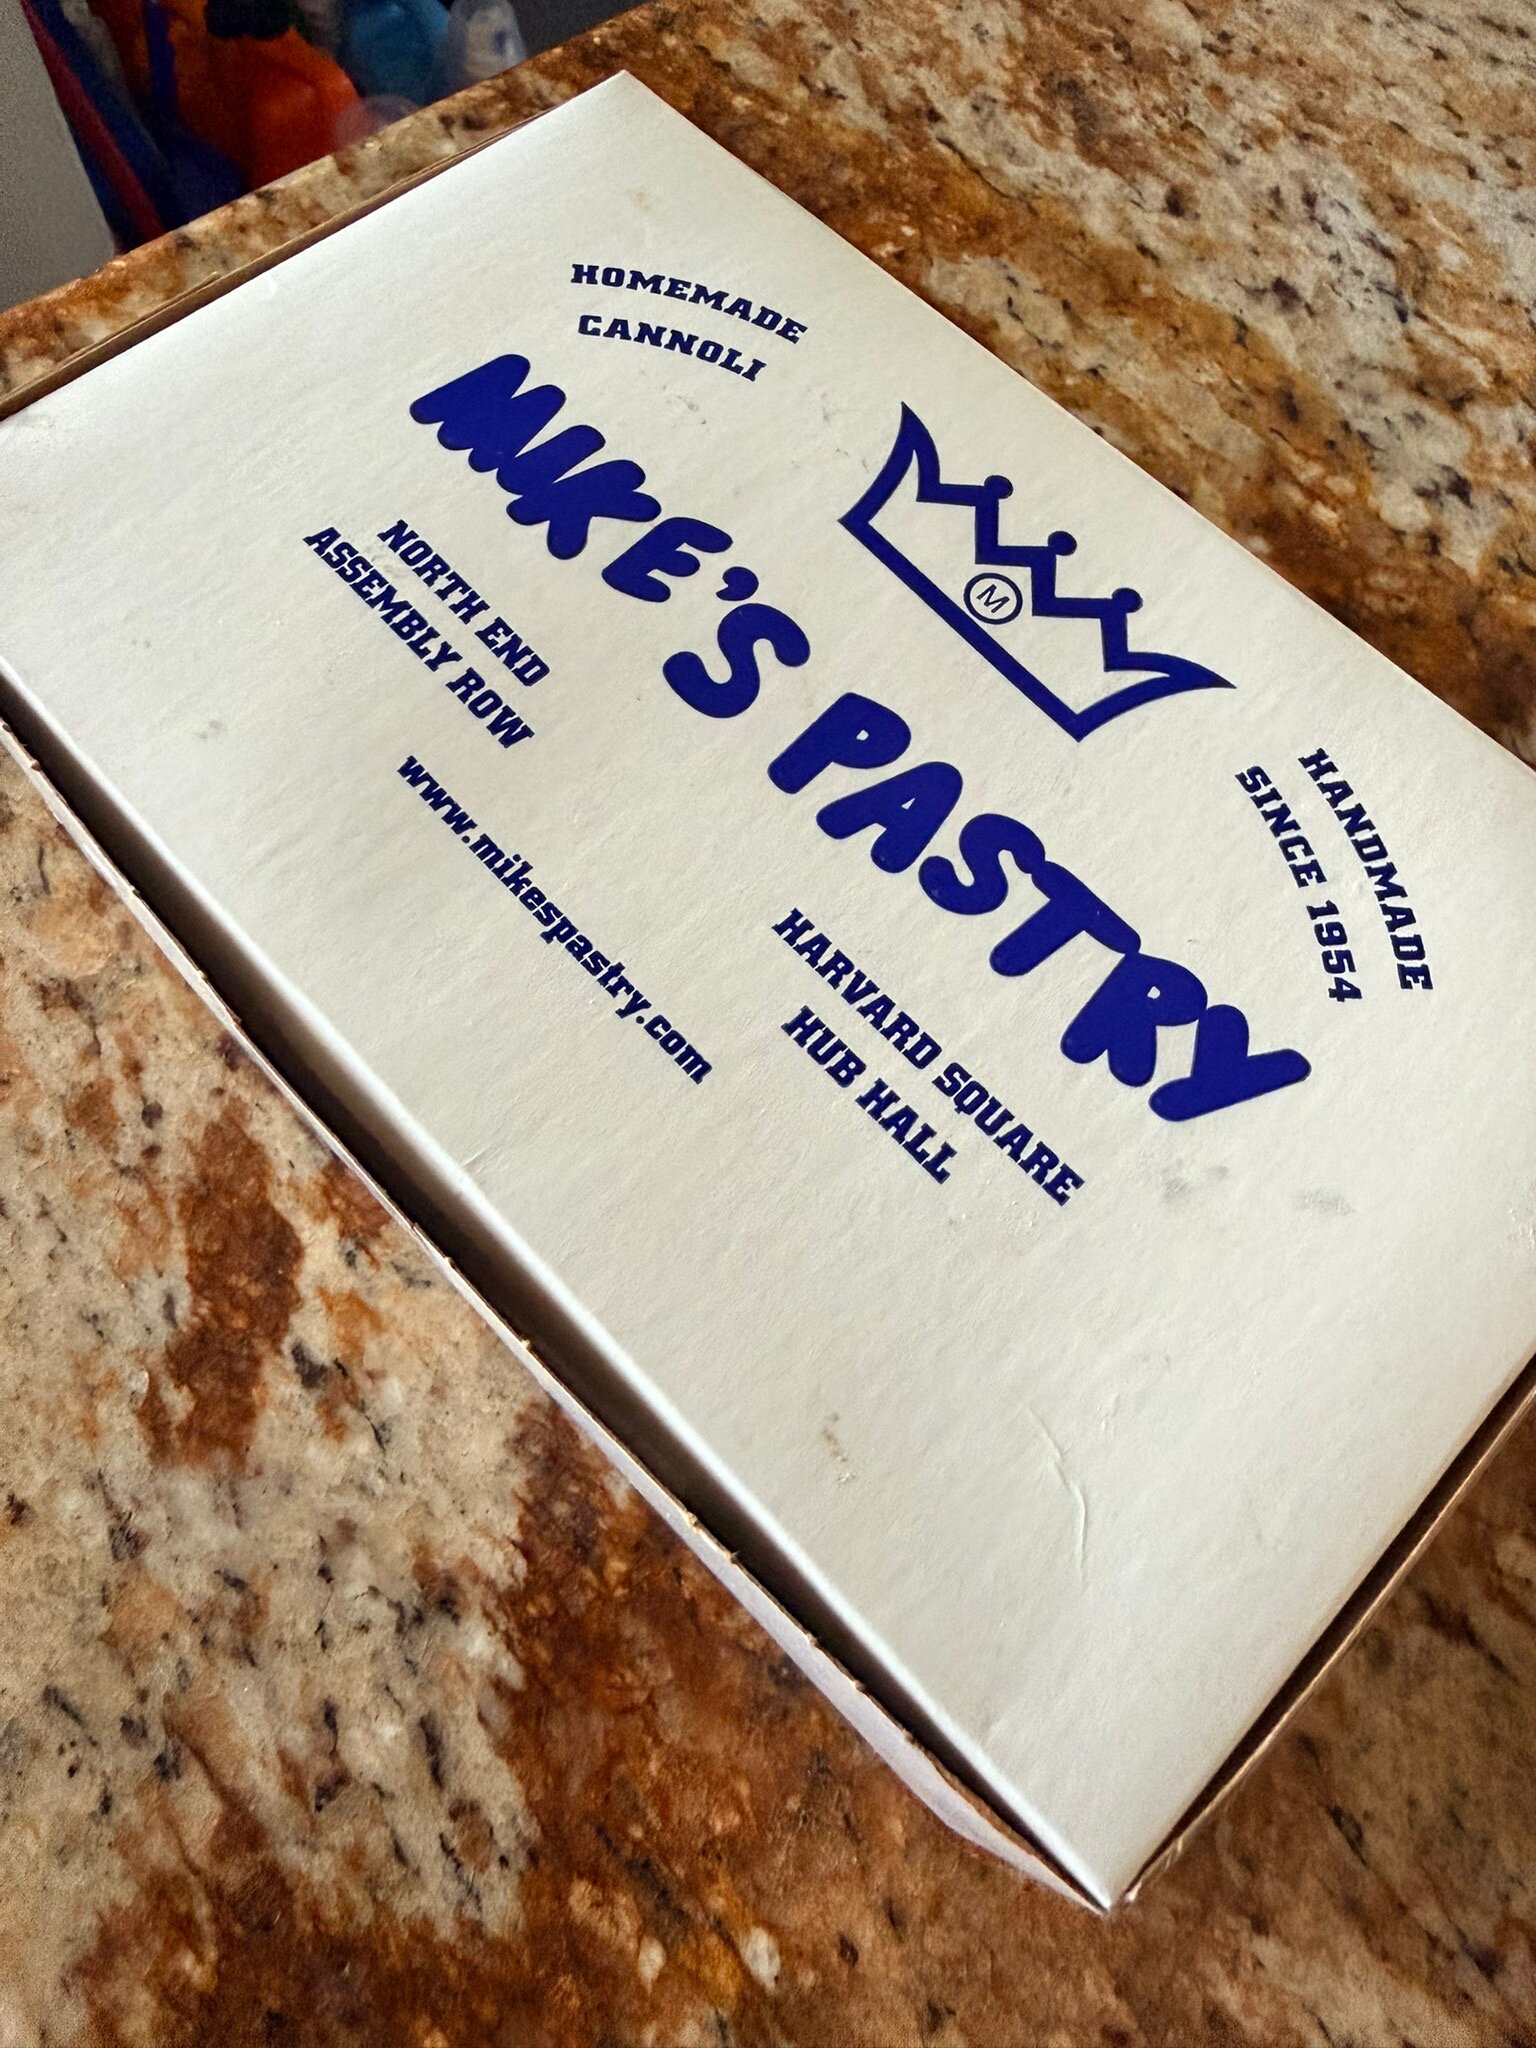 HOMEMADE
CANNOLI
M
HANDMADE
SINCE 1954
MIKE'S PASTRY
NORTH END
ASSEMBLY ROW
HARVARD SQUARE
HUB HALL
www.mikespastry.com